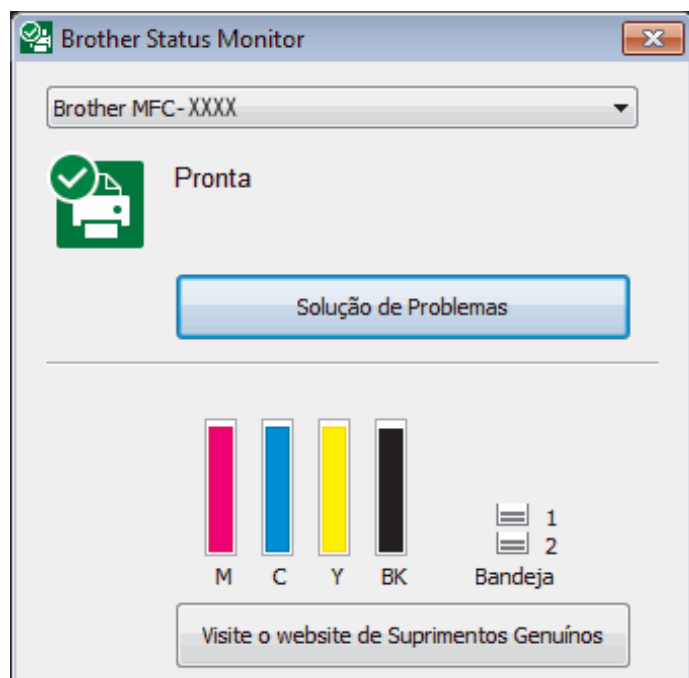 Brother Status Monitor
Brother MFC-XXXX
Pronta
Solução de Problemas
1
2
M C Y BK Bandeja
Visite o website de Suprimentos Genuínos